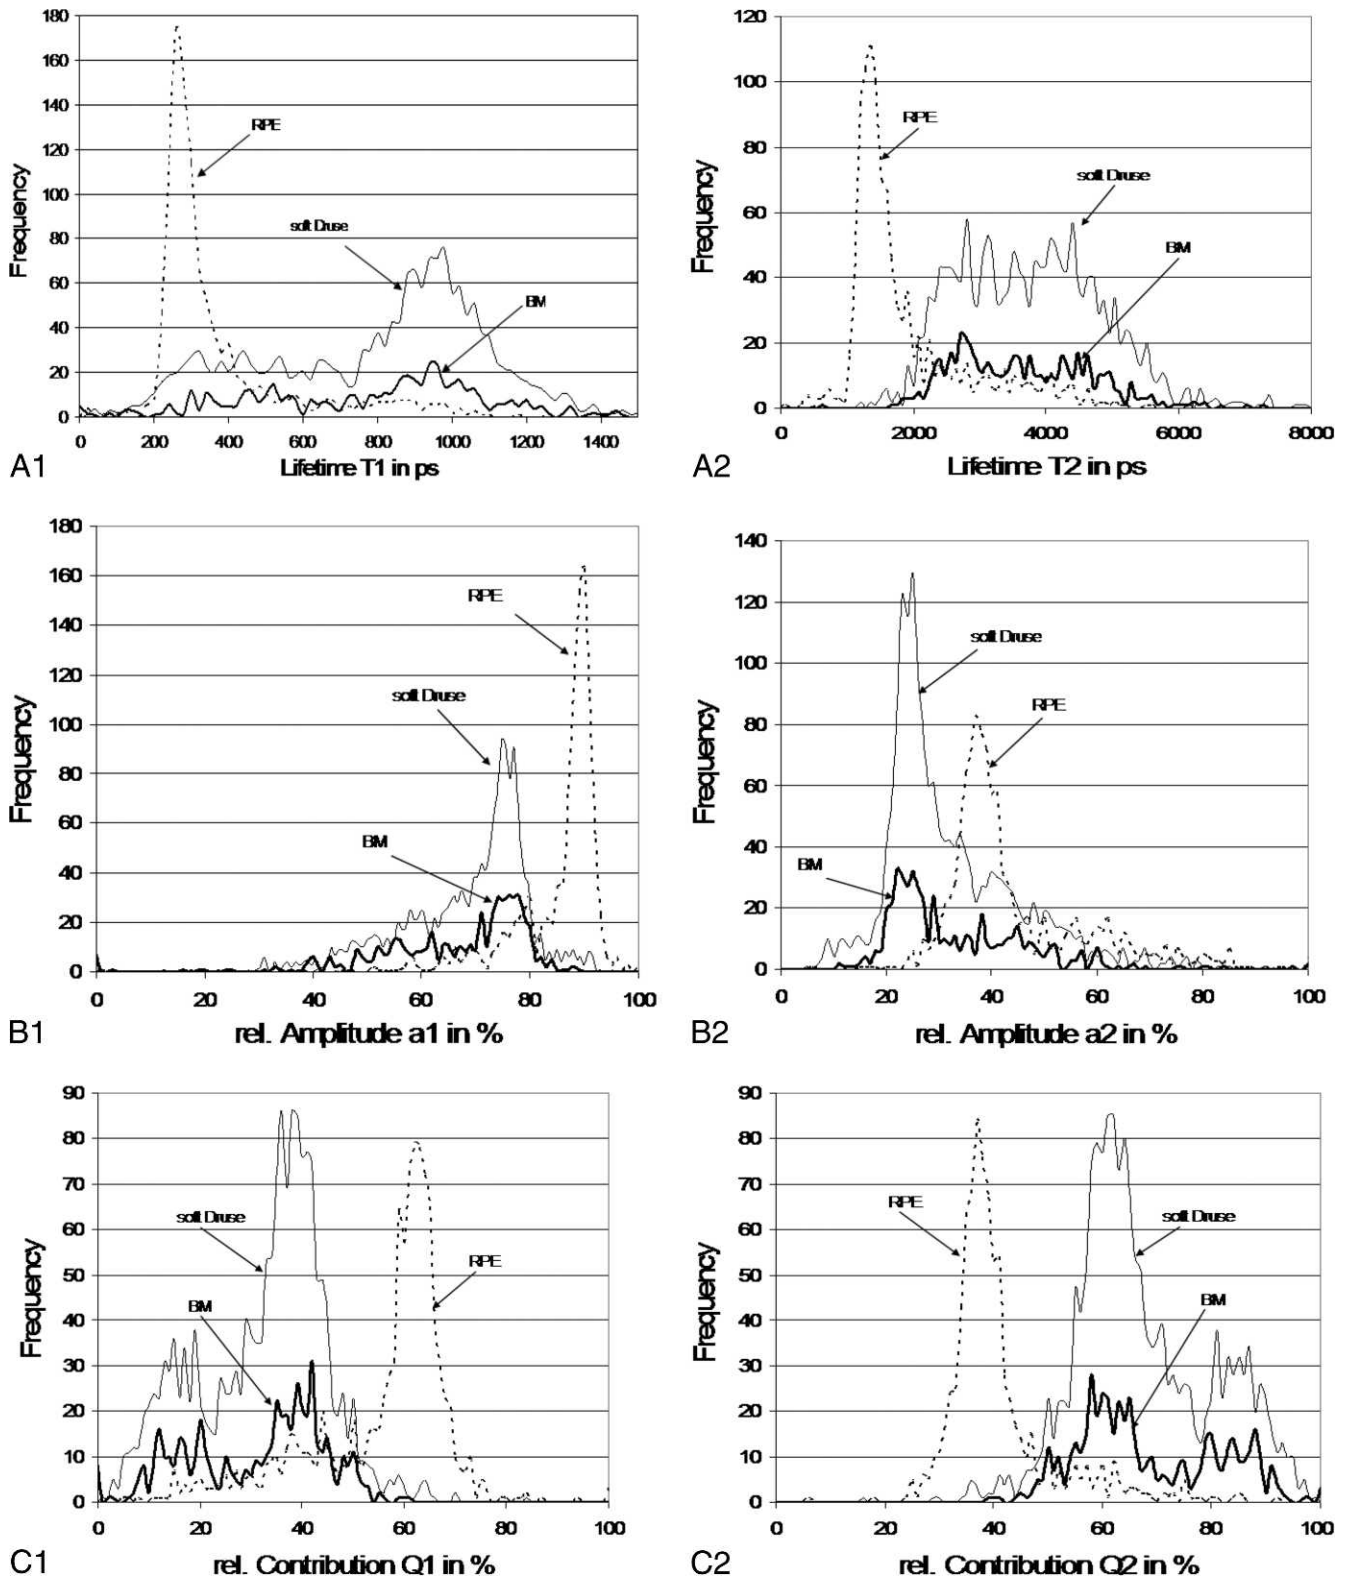 180
160
140
120
100
80
60
40
20
0
Frequency
RPE
soft Druse
BM
0 200 400 600 800 1000 1200 1400
Lifetime T1 in ps
A1
120
100
80
60
40
20
0
Frequency
RPE
soft Druse
BM
0 2000 4000 6000 8000
Lifetime T2 in ps
A2
180
160
140
120
100
80
60
40
20
0
Frequency
RPE
soft Druse
BM
0 20 40 60 80 100
rel. Amplitude a1 in %
B1
140
120
100
80
60
40
20
0
Frequency
soft Druse
RPE
BM
0 20 40 60 80 100
rel. Amplitude a2 in %
B2
90
80
70
60
50
40
30
20
10
0
Frequency
soft Druse
RPE
BM
0 20 40 60 80 100
rel. Contribution Q1 in %
C1
90
80
70
60
50
40
30
20
10
0
Frequency
RPE
soft Druse
BM
0 20 40 60 80 100
rel. Contribution Q2 in %
C2